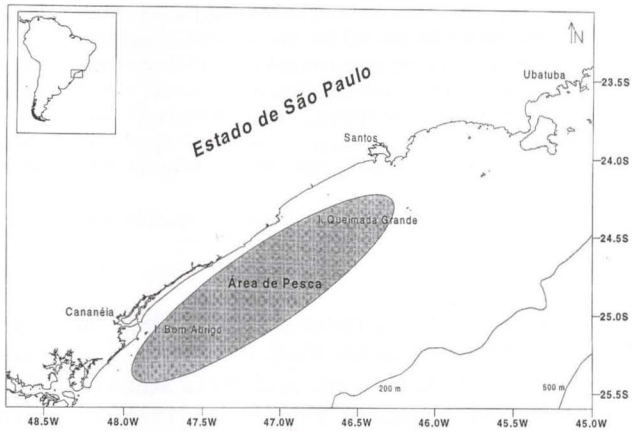 N
Ubatuba
23.5S
Estado de São Paulo
Santos
24.0S
I. Queimada Grande
24.5S
Área de Pesca
Cananéia
25.0S
I. Bom Abrigo
200 m
500 m
25.5S
48.5W 48.0W 47.5W 46.5W 46.0W 45.5W 45.0W